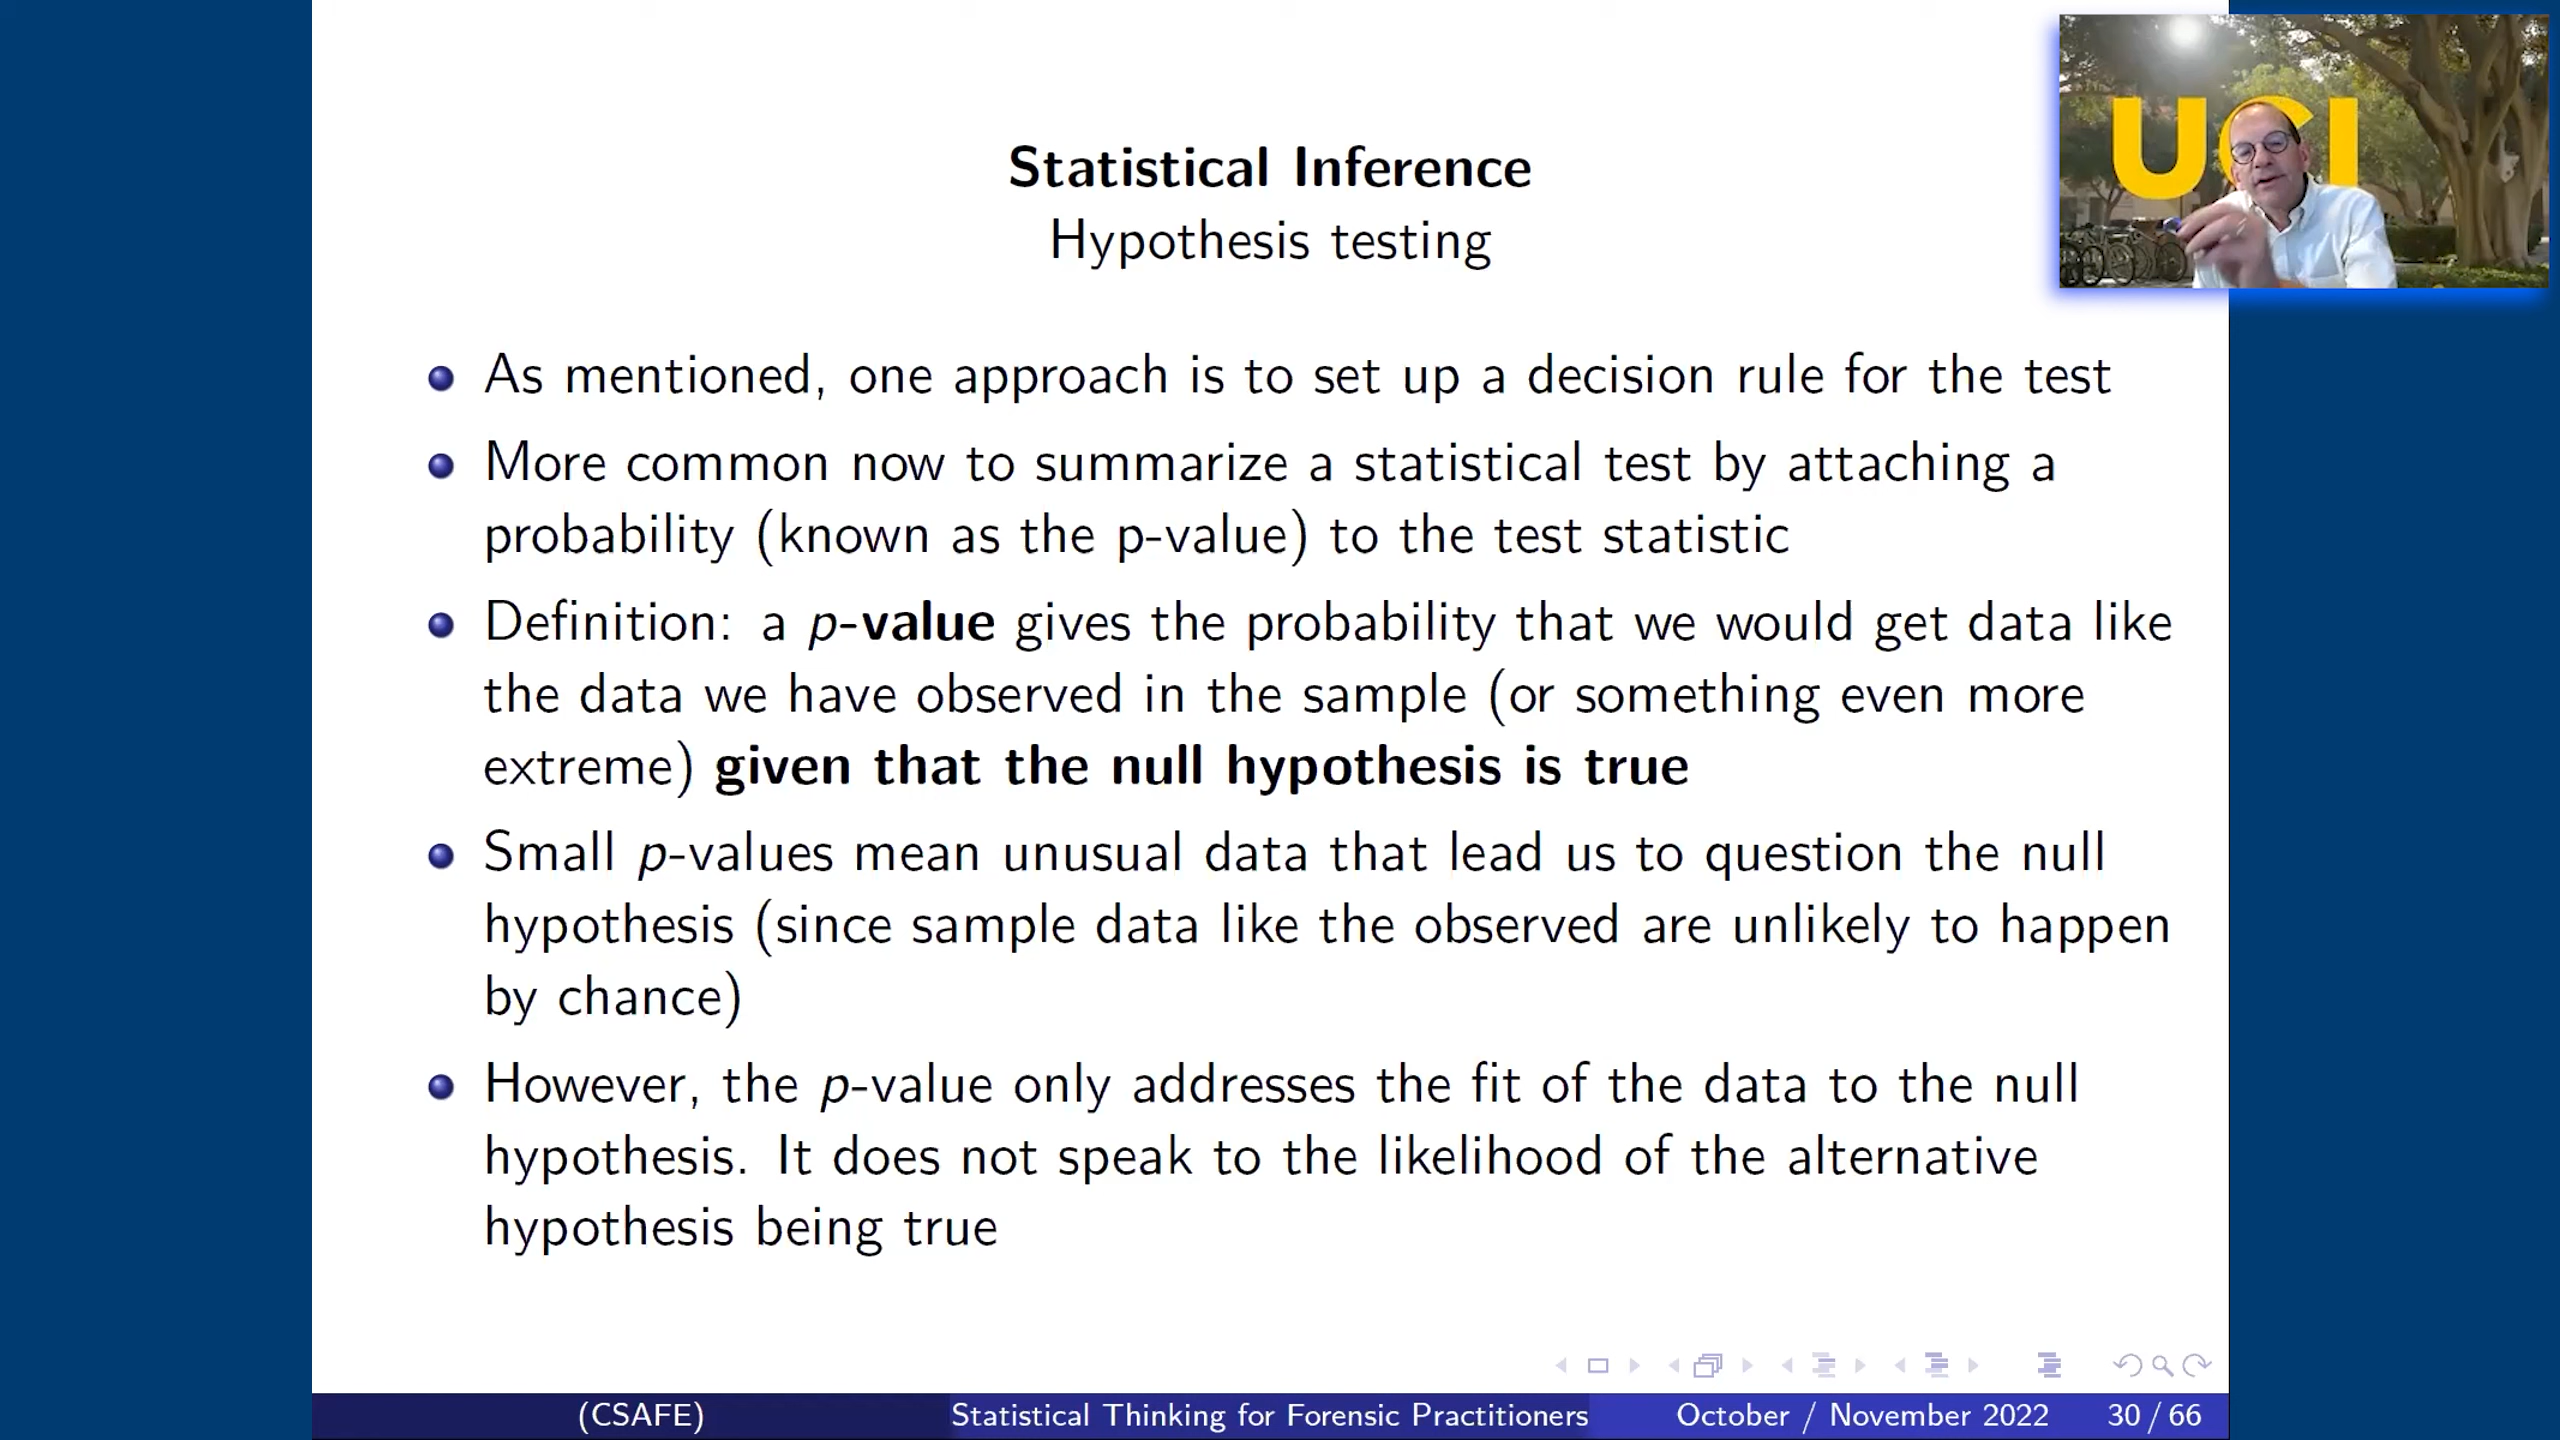 UCI
Statistical Inference
Hypothesis testing
As mentioned, one approach is to set up a decision rule for the test
More common now to summarize a statistical test by attaching a
probability (known as the p-value) to the test statistic
Definition: a p-value gives the probability that we would get data like
the data we have observed in the sample (or something even more
extreme) given that the null hypothesis is true
Small p-values mean unusual data that lead us to question the null
hypothesis (since sample data like the observed are unlikely to happen
by chance)
However, the p-value only addresses the fit of the data to the null
hypothesis. It does not speak to the likelihood of the alternative
hypothesis being true
(CSAFE) Statistical Thinking for Forensic Practitioners October / November 2022 30 / 66